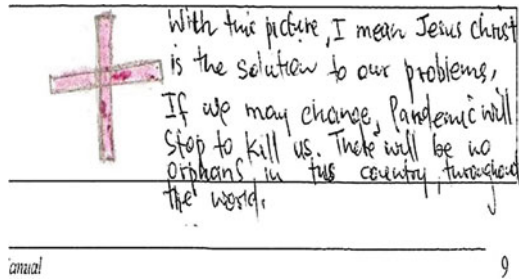 With this picture, I mean Jesus christ
is the solution to our problems,
If we may change, Pandemic will
stop to kill us. There will be no
orphans in this country, throughout
the world.
anual
9